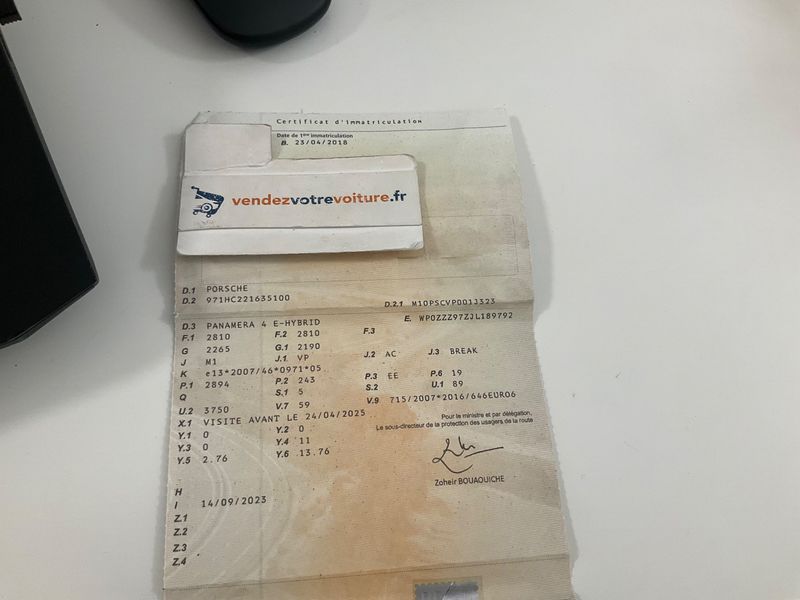 Certificat d'immatriculation
Date de 1ère immatriculation
B. 23/04/2018
vendezvotrevoiture.fr
D.1 PORSCHE
D.2 971HC221635100 D.2.1 M10PSCVP001J323
D.3 PANAMERA 4 E-HYBRID E. WP0ZZZ97ZJL189792
F.1 2810 F.2 2810 F.3
G 2265 G.1 2190
J M1 J.1 VP J.2 AC J.3 BREAK
K e13*2007/46*0971*05
P.1 2894 P.2 243 P.3 EE P.6 19
Q S.1 5 S.2 U.1 89
U.2 3750 V.7 59 V.9 715/2007*2016/646EURO6
X.1 VISITE AVANT LE 24/04/2025
Pour le ministre et par délégation,
Le sous-directeur de la protection des usagers de la route
Y.1 0 Y.2 0
Y.3 0 Y.4 11
Y.5 2.76 Y.6 13.76
Zoheir BOUAOUICHE
H
I 14/09/2023
Z.1
Z.2
Z.3
Z.4